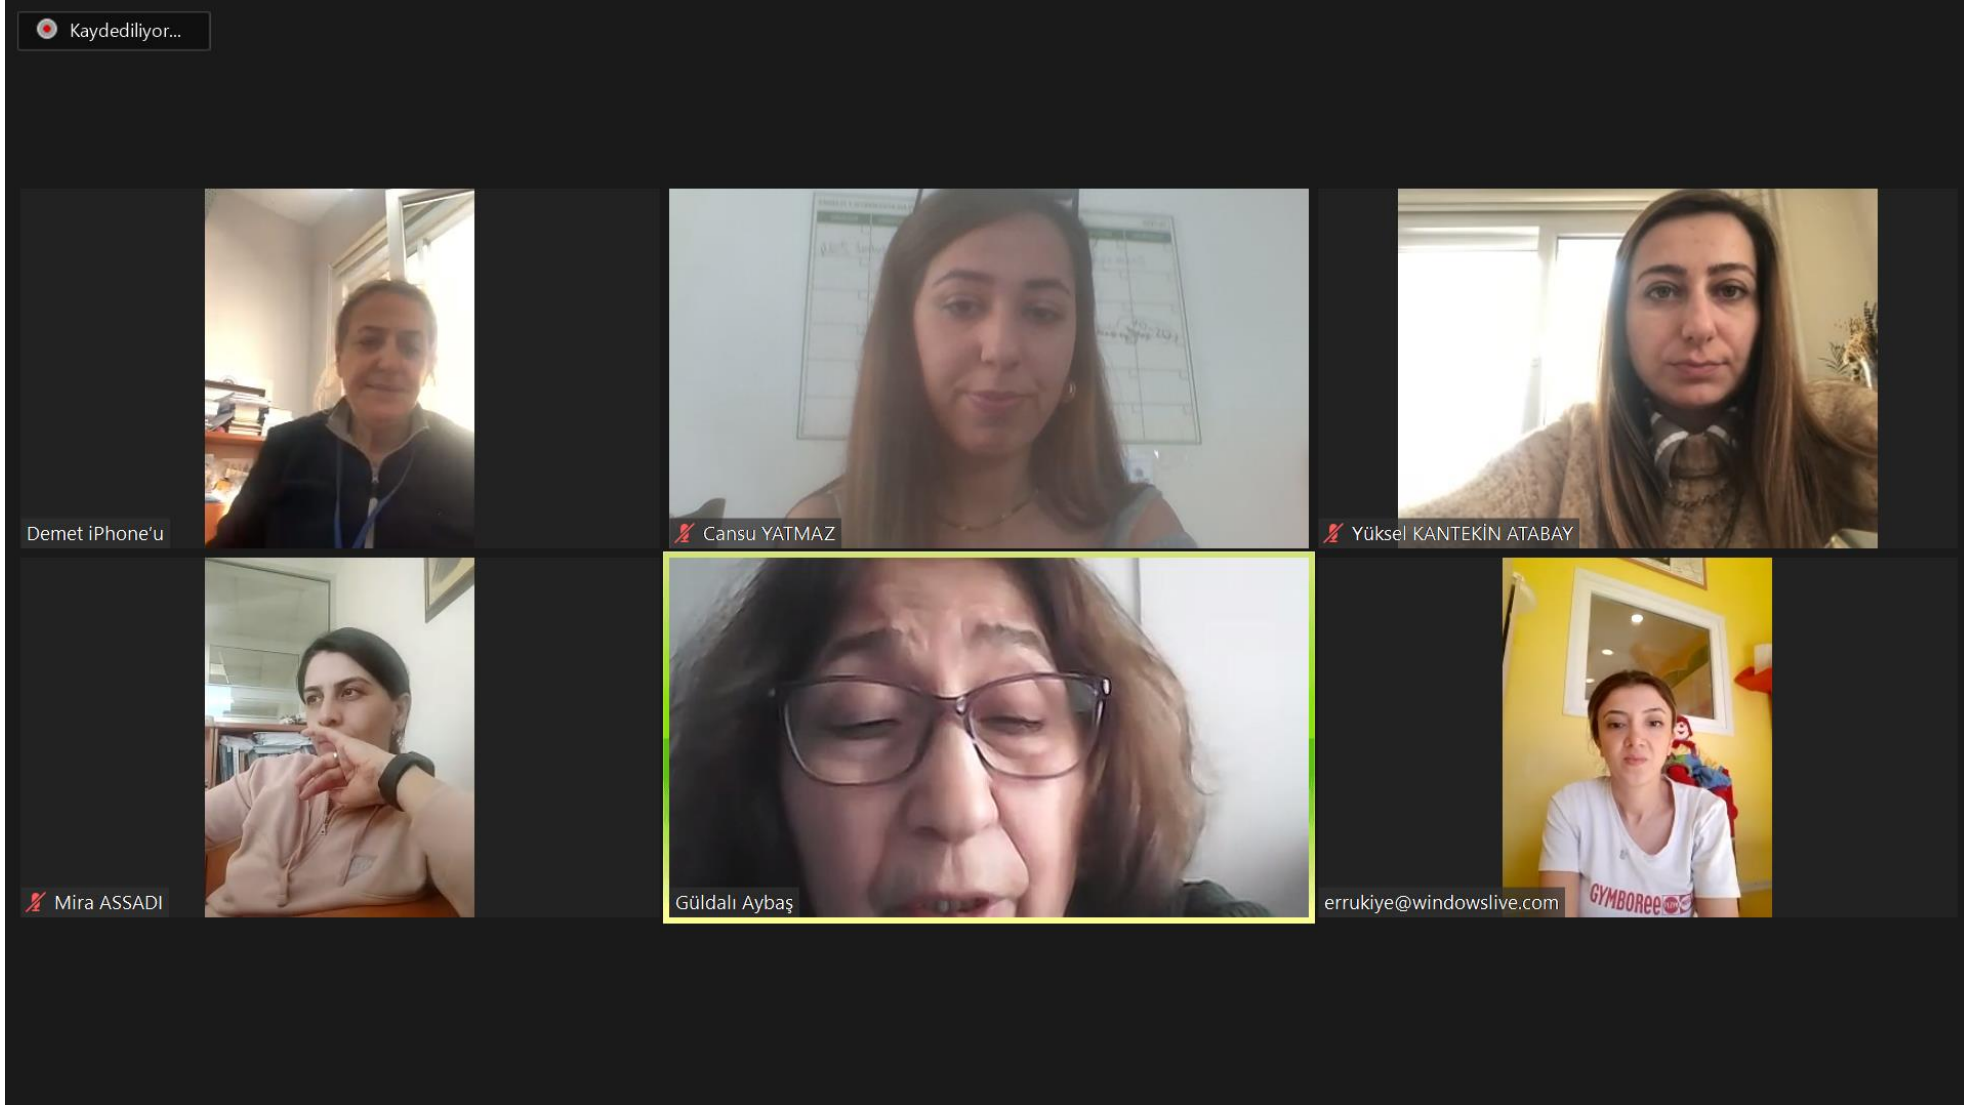 Kaydediliyor...
Demet iPhone'u
Cansu YATMAZ
Yüksel KANTEKİN ATABAY
Mira ASSADI
Güldalı Aybaş
errukiye@windowslive.com
GYMBOREE